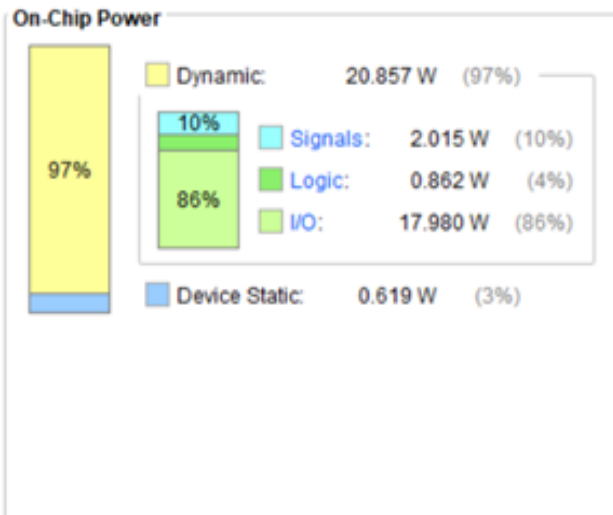 On-Chip Power
Dynamic: 20.857 W (97%)
97%
10%
Signals: 2.015 W (10%)
Logic: 0.862 W (4%)
86%
I/O: 17.980 W (86%)
Device Static: 0.619 W (3%)